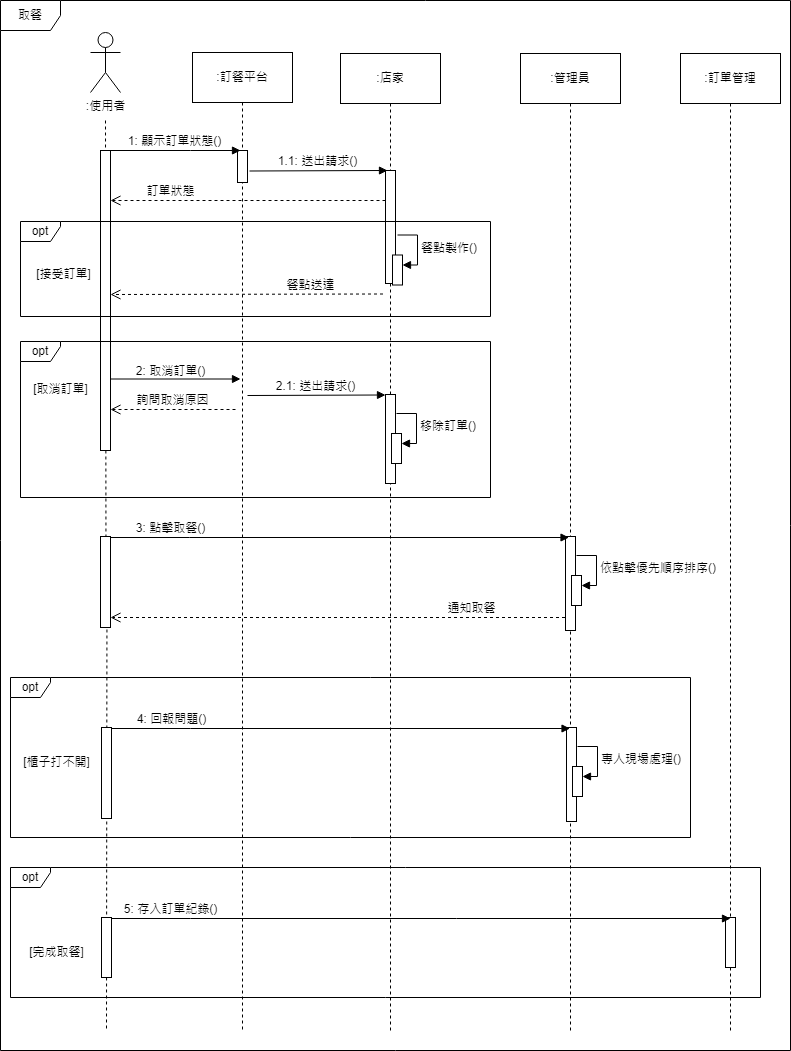 取餐
:使用者
:訂餐平台
:店家
:管理員
:訂單管理
1: 顯示訂單狀態()
1.1: 送出請求()
訂單狀態
opt
餐點製作()
[接受訂單]
餐點送達
opt
2: 取消訂單()
[取消訂單]
2.1: 送出請求()
詢問取消原因
移除訂單()
3: 點擊取餐()
依點擊優先順序排序()
通知取餐
opt
4: 回報問題()
[櫃子打不開]
專人現場處理()
opt
5: 存入訂單紀錄()
[完成取餐]